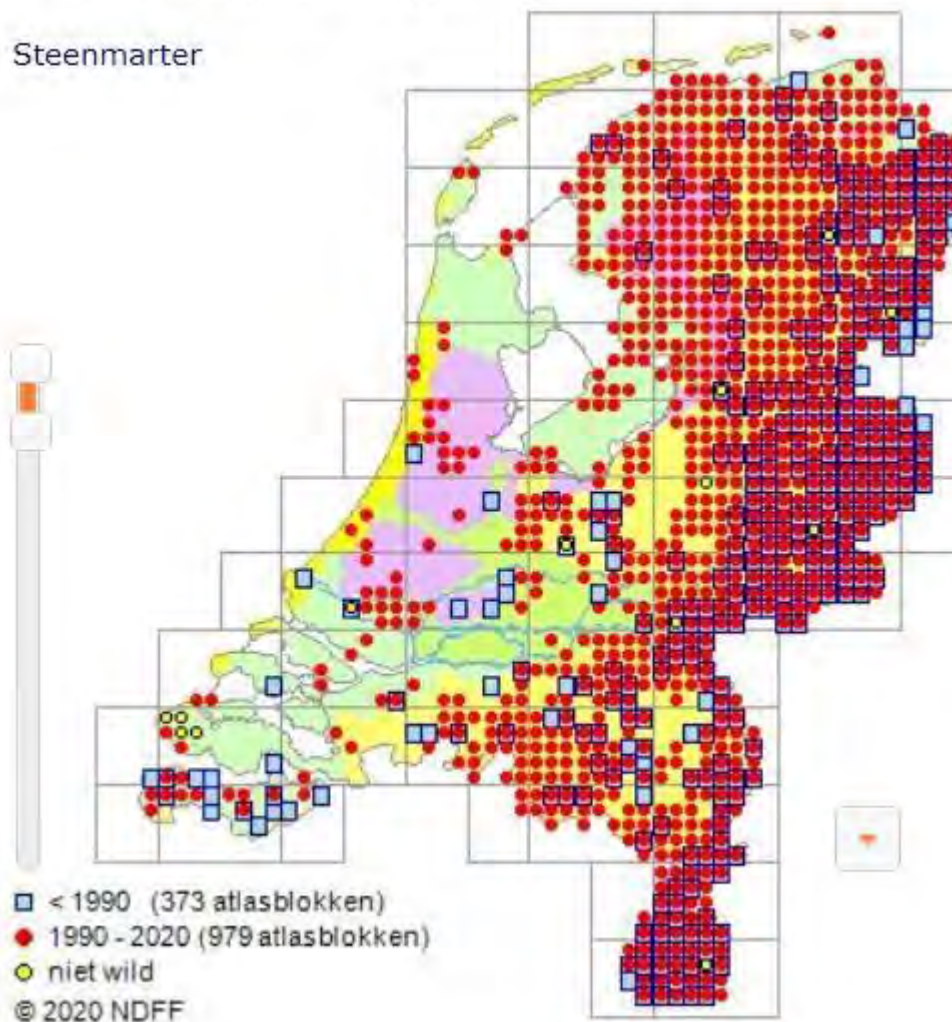 Steenmarter
< 1990 (373 atlasblokken)
1990 - 2020 (979 atlasblokken)
niet wild
© 2020 NDFF